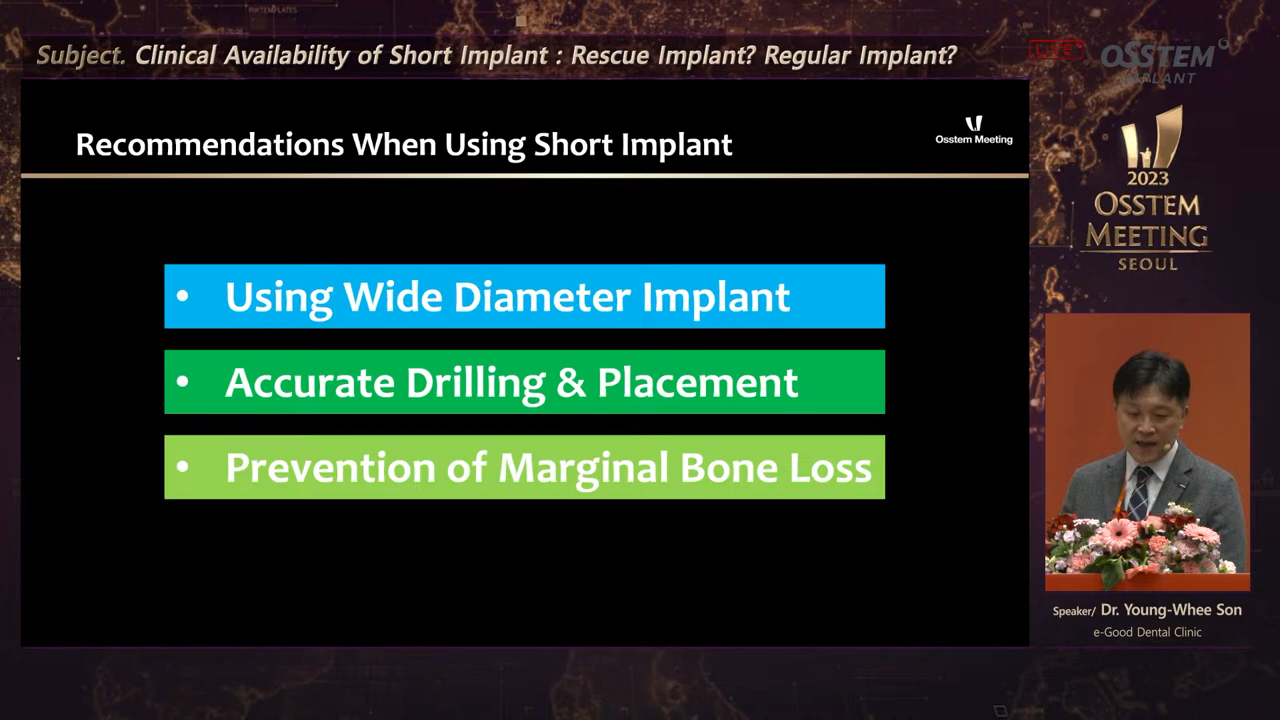 Subject. Clinical Availability of Short Implant : Rescue Implant? Regular Implant?
LIVE
OSSTEM
IMPLANT
Recommendations When Using Short Implant
Osstem Meeting
• Using Wide Diameter Implant
• Accurate Drilling & Placement
• Prevention of Marginal Bone Loss
2023
OSSTEM
MEETING
SEOUL
Speaker/ Dr. Young-Whee Son
e-Good Dental Clinic